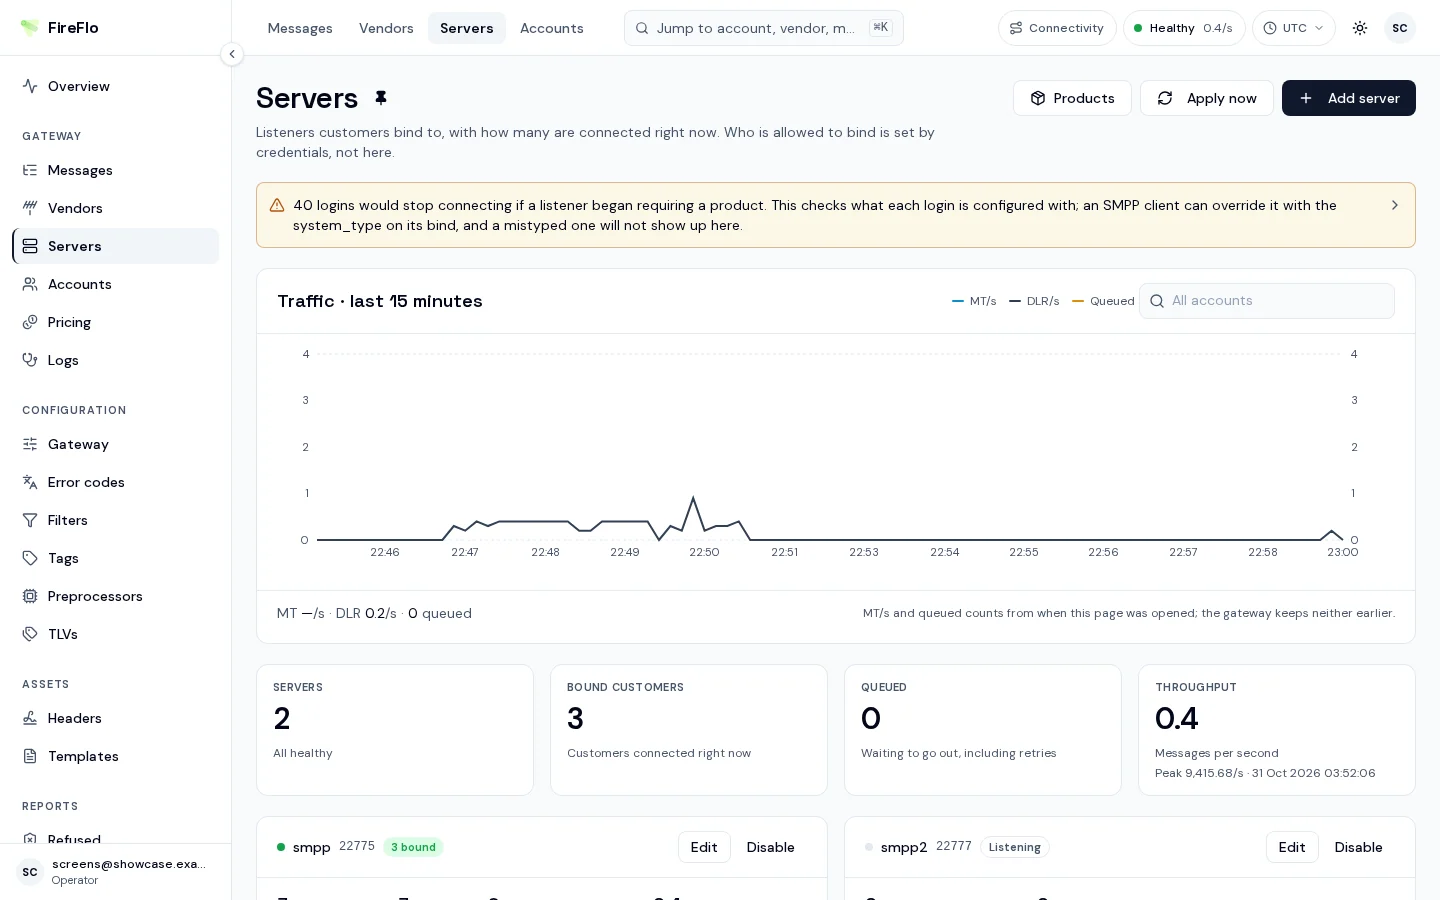 FireFlo
Messages Vendors Servers Accounts
Jump to account, vendor, m... ⌘K
Connectivity
Healthy 0.4/s
UTC
SC
Overview
GATEWAY
Messages
Vendors
Servers
Accounts
Pricing
Logs
CONFIGURATION
Gateway
Error codes
Filters
Tags
Preprocessors
TLVs
ASSETS
Headers
Templates
REPORTS
Refused
SC screens@showcase.exa...
Operator
Servers
Products Apply now Add server
Listeners customers bind to, with how many are connected right now. Who is allowed to bind is set by
credentials, not here.
40 logins would stop connecting if a listener began requiring a product. This checks what each login is configured with; an SMPP client can override it with the
system_type on its bind, and a mistyped one will not show up here.
Traffic · last 15 minutes
MT/s DLR/s Queued All accounts
4 4
3 3
2 2
1 1
0 0
22:46 22:47 22:48 22:49 22:50 22:51 22:53 22:54 22:55 22:56 22:57 22:58 23:00
MT —/s · DLR 0.2/s · 0 queued
MT/s and queued counts from when this page was opened; the gateway keeps neither earlier.
SERVERS
2
All healthy
BOUND CUSTOMERS
3
Customers connected right now
QUEUED
0
Waiting to go out, including retries
THROUGHPUT
0.4
Messages per second
Peak 9,415.68/s · 31 Oct 2026 03:52:06
smpp 22775 3 bound Edit Disable
smpp2 22777 Listening Edit Disable